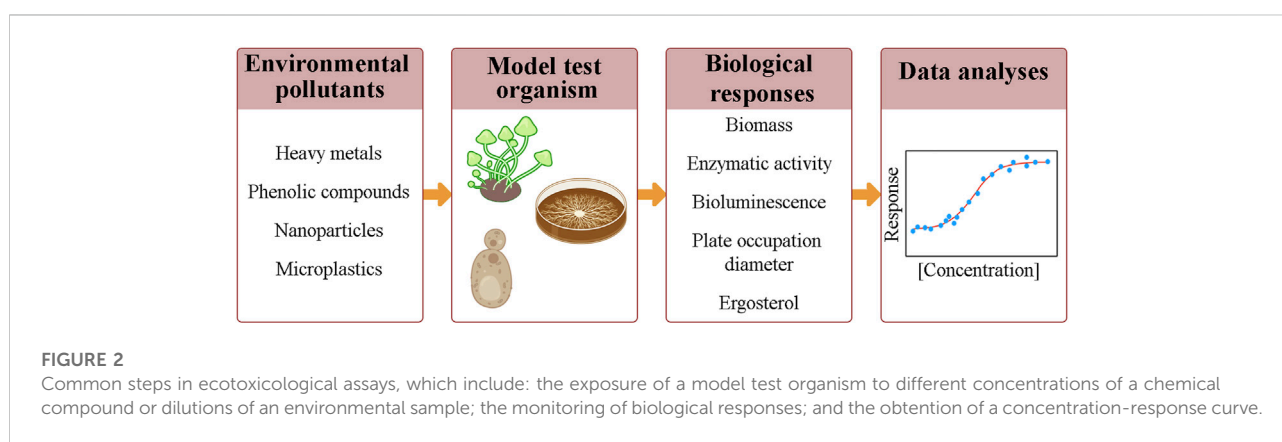 Environmental
pollutants
Heavy metals
Phenolic compounds
Nanoparticles
Microplastics
Model test
organism
Biological
responses
Biomass
Enzymatic activity
Bioluminescence
Plate occupation
diameter
Ergosterol
Data analyses
Response
[Concentration]
FIGURE 2
Common steps in ecotoxicological assays, which include: the exposure of a model test organism to different concentrations of a chemical
compound or dilutions of an environmental sample; the monitoring of biological responses; and the obtention of a concentration-response curve.